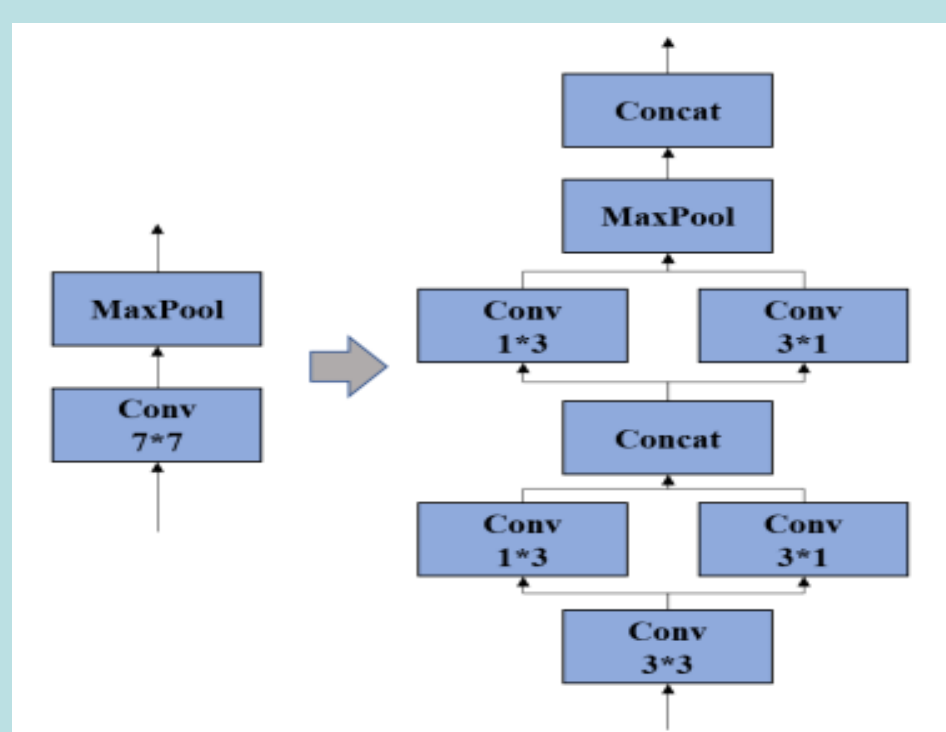 Concat
MaxPool
MaxPool
Conv
1*3
Conv
3*1
Conv
7*7
Concat
Conv
1*3
Conv
3*1
Conv
3*3